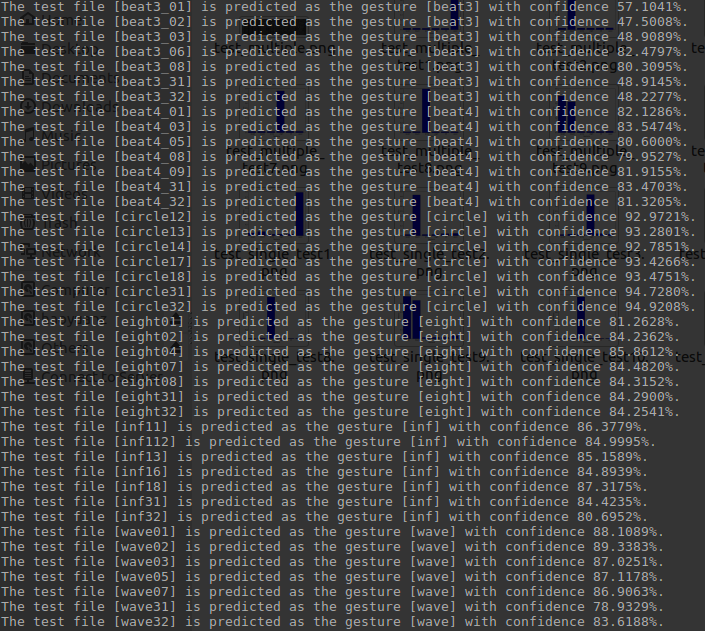 The test file [beat3_01] is predicted as the gesture [beat3] with confidence 57.1041%.
The test file [beat3_02] is predicted as the gesture [beat3] with confidence 47.5008%.
The test file [beat3_03] is predicted as the gesture [beat3] with confidence 48.9089%.
The test file [beat3_06] is predicted as the gesture [beat3] with confidence 82.4797%.
The test file [beat3_08] is predicted as the gesture [beat3] with confidence 80.3095%.
The test file [beat3_31] is predicted as the gesture [beat3] with confidence 48.9145%.
The test file [beat3_32] is predicted as the gesture [beat3] with confidence 48.2277%.
The test file [beat4_01] is predicted as the gesture [beat4] with confidence 82.1286%.
The test file [beat4_03] is predicted as the gesture [beat4] with confidence 83.5474%.
The test file [beat4_05] is predicted as the gesture [beat4] with confidence 80.6000%.
The test file [beat4_08] is predicted as the gesture [beat4] with confidence 79.9527%.
The test file [beat4_09] is predicted as the gesture [beat4] with confidence 81.9155%.
The test file [beat4_31] is predicted as the gesture [beat4] with confidence 83.4703%.
The test file [beat4_32] is predicted as the gesture [beat4] with confidence 81.3205%.
The test file [circle12] is predicted as the gesture [circle] with confidence 92.9721%.
The test file [circle13] is predicted as the gesture [circle] with confidence 93.2801%.
The test file [circle14] is predicted as the gesture [circle] with confidence 92.7851%.
The test file [circle17] is predicted as the gesture [circle] with confidence 93.4266%.
The test file [circle18] is predicted as the gesture [circle] with confidence 93.4751%.
The test file [circle31] is predicted as the gesture [circle] with confidence 94.7280%.
The test file [circle32] is predicted as the gesture [circle] with confidence 94.9208%.
The test file [eight01] is predicted as the gesture [eight] with confidence 81.2628%.
The test file [eight02] is predicted as the gesture [eight] with confidence 84.2362%.
The test file [eight04] is predicted as the gesture [eight] with confidence 83.8612%.
The test file [eight07] is predicted as the gesture [eight] with confidence 84.4820%.
The test file [eight08] is predicted as the gesture [eight] with confidence 84.3152%.
The test file [eight31] is predicted as the gesture [eight] with confidence 84.2900%.
The test file [eight32] is predicted as the gesture [eight] with confidence 84.2541%.
The test file [inf11] is predicted as the gesture [inf] with confidence 86.3779%.
The test file [inf112] is predicted as the gesture [inf] with confidence 84.9995%.
The test file [inf13] is predicted as the gesture [inf] with confidence 85.1589%.
The test file [inf16] is predicted as the gesture [inf] with confidence 84.8939%.
The test file [inf18] is predicted as the gesture [inf] with confidence 87.3175%.
The test file [inf31] is predicted as the gesture [inf] with confidence 84.4235%.
The test file [inf32] is predicted as the gesture [inf] with confidence 80.6952%.
The test file [wave01] is predicted as the gesture [wave] with confidence 88.1089%.
The test file [wave02] is predicted as the gesture [wave] with confidence 89.3383%.
The test file [wave03] is predicted as the gesture [wave] with confidence 87.0251%.
The test file [wave05] is predicted as the gesture [wave] with confidence 87.1178%.
The test file [wave07] is predicted as the gesture [wave] with confidence 86.9063%.
The test file [wave31] is predicted as the gesture [wave] with confidence 78.9329%.
The test file [wave32] is predicted as the gesture [wave] with confidence 83.6188%.